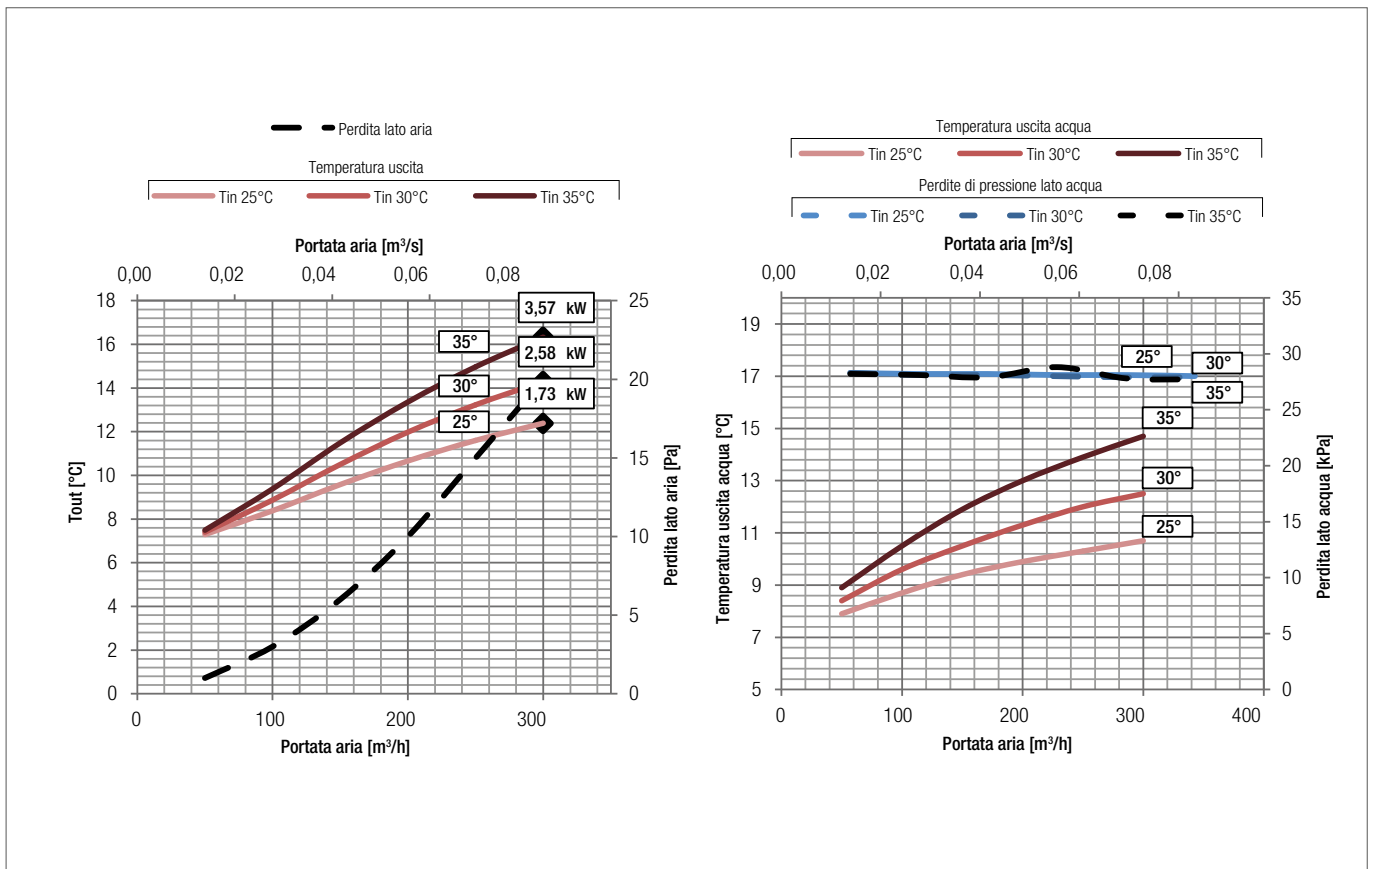 Perdita lato aria
Temperatura uscita
Tin 25°C Tin 30°C Tin 35°C
Portata aria [m³/s]
0,00 0,02 0,04 0,06 0,08
18
16
14
12
10
8
6
4
2
0
Tout [°C]
35°
30°
25°
3,57 kW
2,58 kW
1,73 kW
25
20
15
10
5
0
Perdita lato aria [Pa]
0 100 200 300
Portata aria [m³/h]
Temperatura uscita acqua
Tin 25°C Tin 30°C Tin 35°C
Perdite di pressione lato acqua
Tin 25°C Tin 30°C Tin 35°C
Portata aria [m³/s]
0,00 0,02 0,04 0,06 0,08
19
17
15
13
11
9
7
5
Temperatura uscita acqua [°C]
25°
30°
35°
35°
30°
25°
35
30
25
20
15
10
5
0
Perdita lato acqua [kPa]
0 100 200 300 400
Portata aria [m³/h]